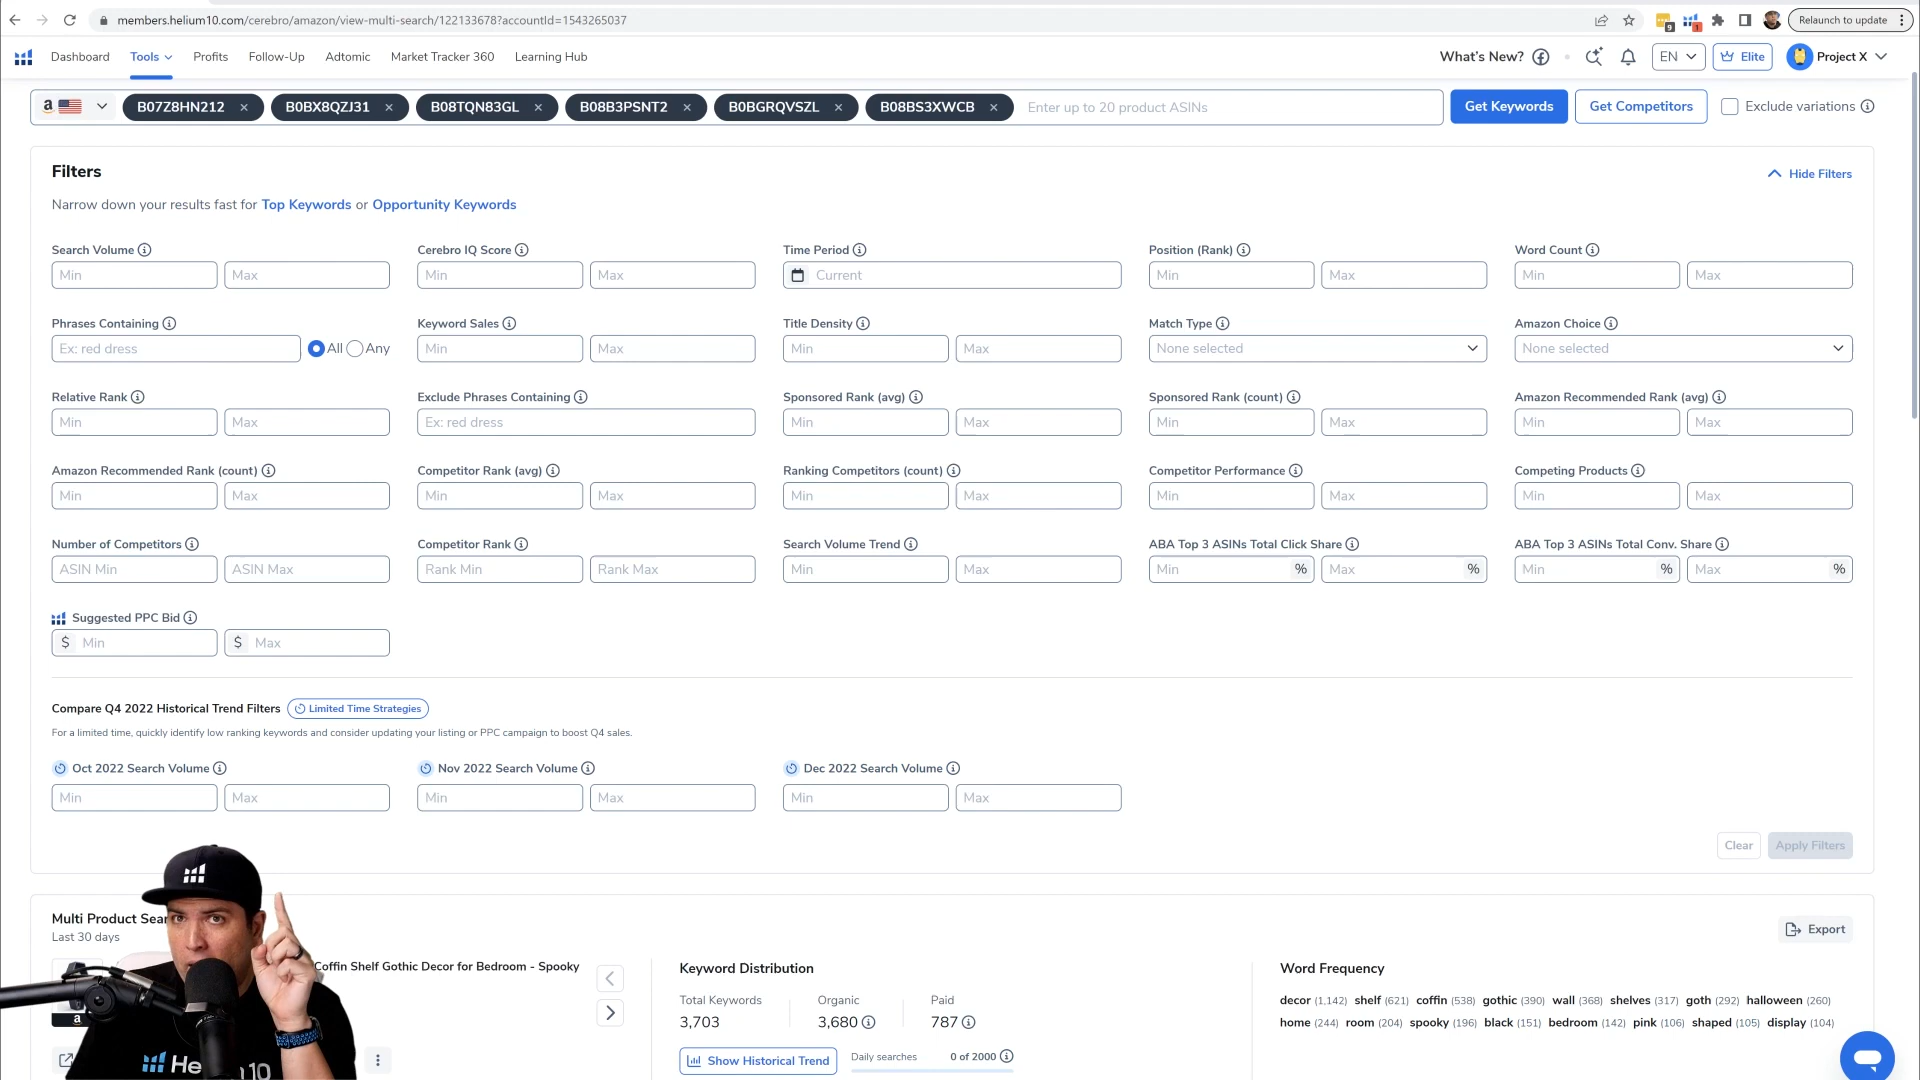 members.helium10.com/cerebro/amazon/view-multi-search/122133678?accountId=1543265037
9
1
Relaunch to update
Dashboard Tools Profits Follow-Up Adtomic Market Tracker 360 Learning Hub
What's New? EN Elite Project X
a B07Z8HN212 × B0BX8QZJ31 × B08TQN83GL × B08B3PSNT2 × B0BGRQVSZL × B08BS3XWCB × Enter up to 20 product ASINs Get Keywords Get Competitors Exclude variations
Filters
Hide Filters
Narrow down your results fast for Top Keywords or Opportunity Keywords
Search Volume Cerebro IQ Score Time Period Position (Rank) Word Count
Min Max Min Max Current Min Max Min Max
Phrases Containing Keyword Sales Title Density Match Type Amazon Choice
Ex: red dress All Any Min Max Min Max None selected None selected
Relative Rank Exclude Phrases Containing Sponsored Rank (avg) Sponsored Rank (count) Amazon Recommended Rank (avg)
Min Max Ex: red dress Min Max Min Max Min Max
Amazon Recommended Rank (count) Competitor Rank (avg) Ranking Competitors (count) Competitor Performance Competing Products
Min Max Min Max Min Max Min Max Min Max
Number of Competitors Competitor Rank Search Volume Trend ABA Top 3 ASINs Total Click Share ABA Top 3 ASINs Total Conv. Share
ASIN Min ASIN Max Rank Min Rank Max Min Max Min % Max % Min % Max %
Suggested PPC Bid
$ Min $ Max
Compare Q4 2022 Historical Trend Filters Limited Time Strategies
For a limited time, quickly identify low ranking keywords and consider updating your listing or PPC campaign to boost Q4 sales.
Oct 2022 Search Volume Nov 2022 Search Volume Dec 2022 Search Volume
Min Max Min Max Min Max
Clear Apply Filters
Multi Product Sear
Last 30 days
Export
Coffin Shelf Gothic Decor for Bedroom - Spooky
a
Keyword Distribution
Total Keywords Organic Paid
3,703 3,680 787
Show Historical Trend Daily searches 0 of 2000
Word Frequency
decor (1,142) shelf (621) coffin (538) gothic (390) wall (368) shelves (317) goth (292) halloween (260)
home (244) room (204) spooky (196) black (151) bedroom (142) pink (106) shaped (105) display (104)
He 10